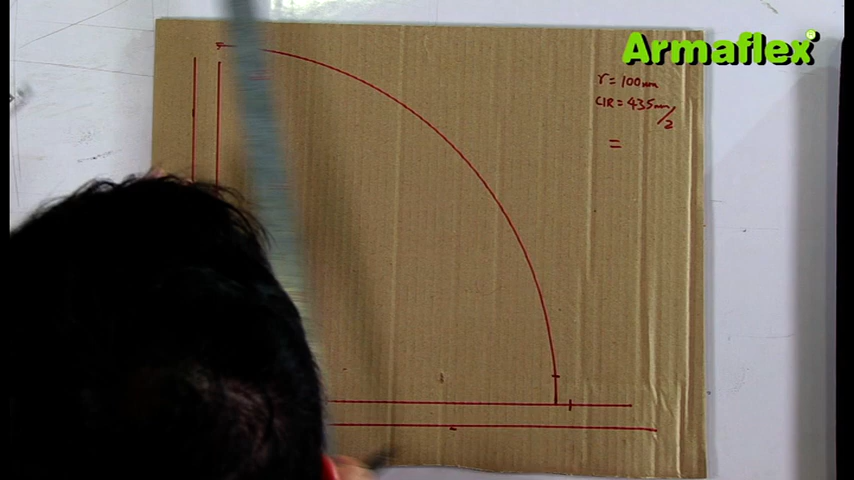 Armaflex®
r = 100mm
CIR = 435mm/2
=